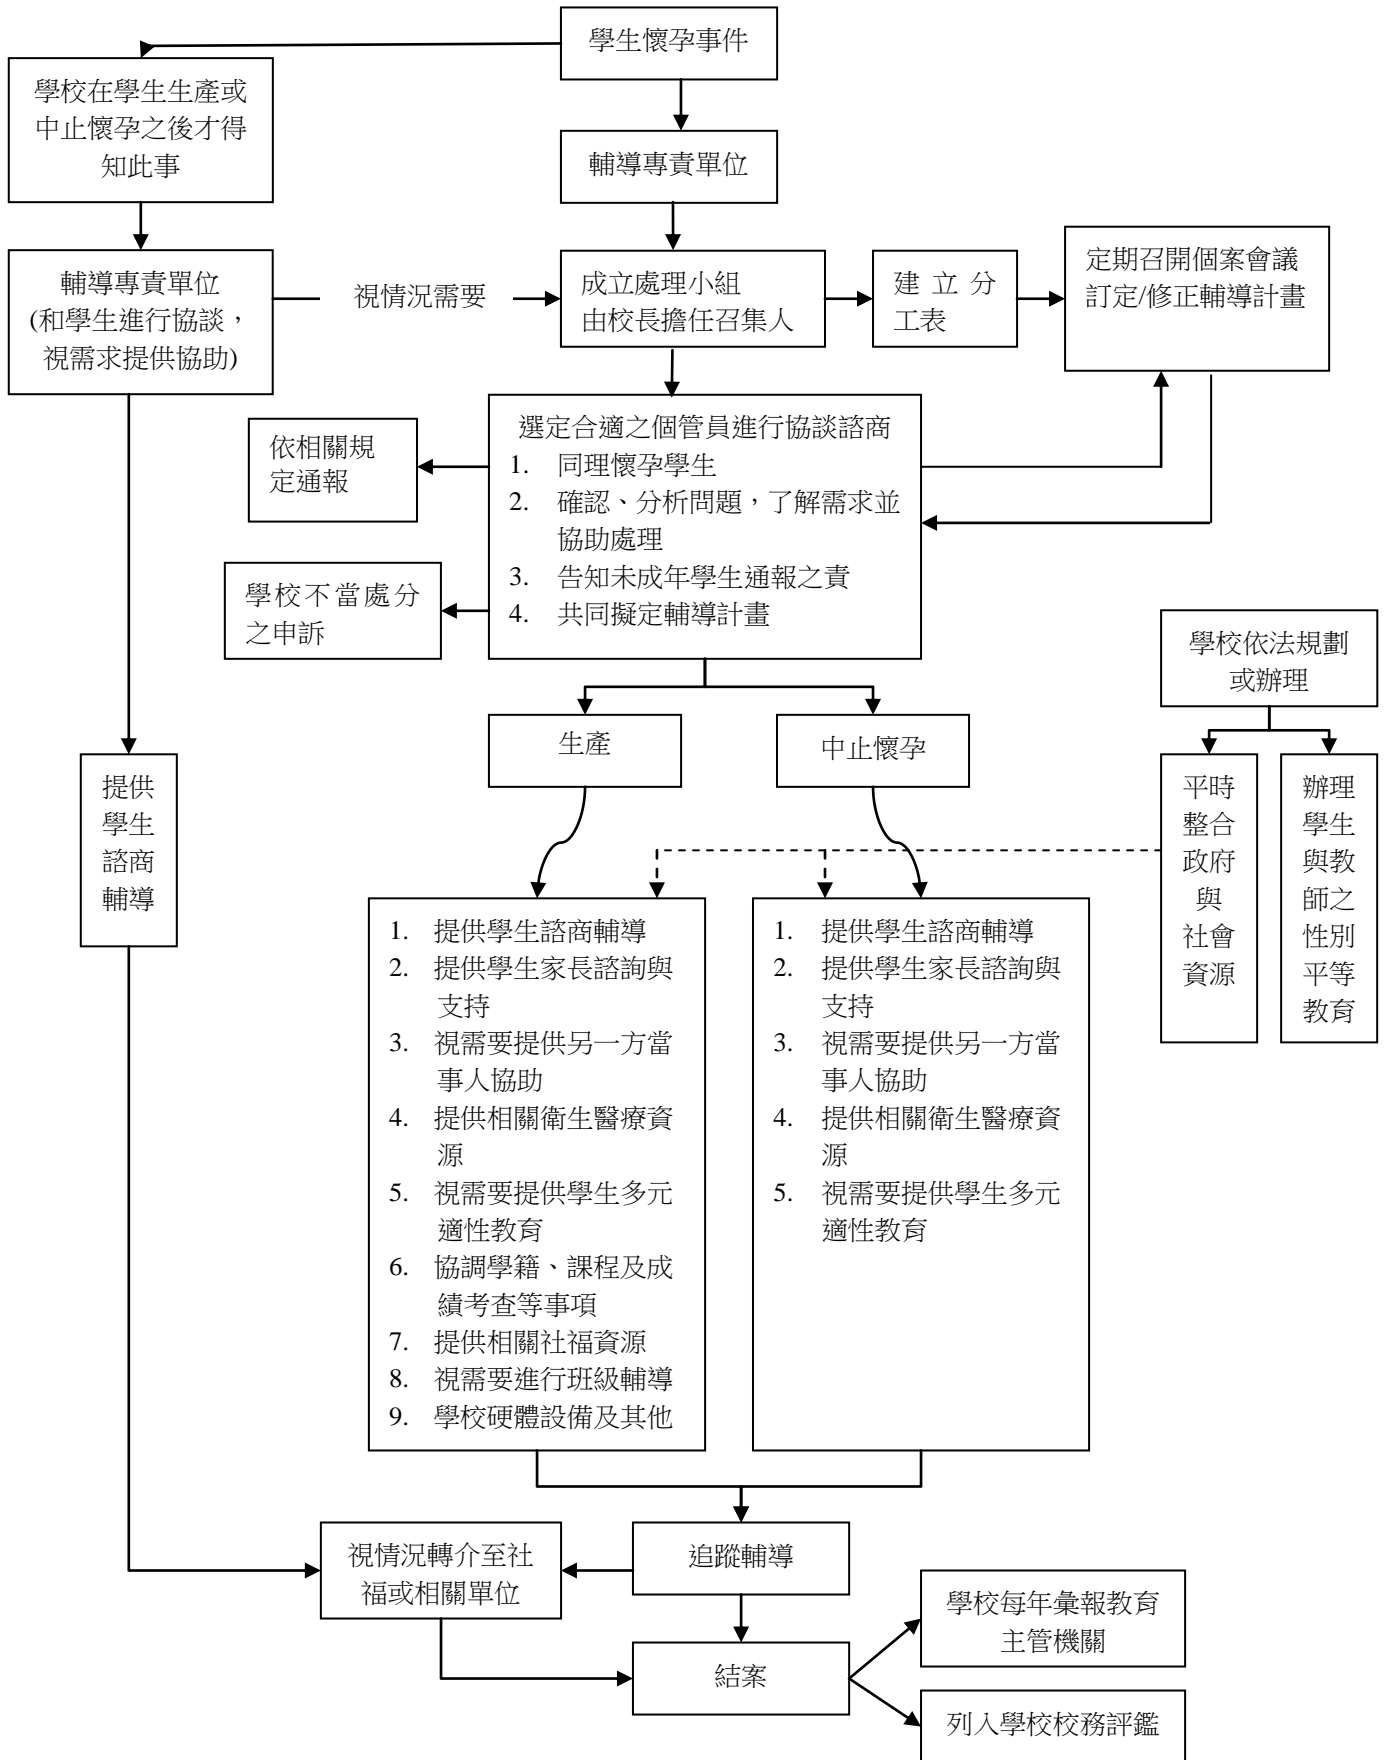 學生懷孕事件
學校在學生生產或
中止懷孕之後才得
知此事
輔導專責單位
輔導專責單位
(和學生進行協談，
視需求提供協助)
視情況需要
成立處理小組
由校長擔任召集人
建立分
工表
定期召開個案會議
訂定/修正輔導計畫
依相關規
定通報
選定合適之個管員進行協談諮商
1. 同理懷孕學生
2. 確認、分析問題，了解需求並
協助處理
3. 告知未成年學生通報之責
4. 共同擬定輔導計畫
學校不當處分
之申訴
學校依法規劃
或辦理
生產
中止懷孕
提供
學生
諮商
輔導
平時
整合
政府
與
社會
資源
辦理
學生
與教
師之
性別
平等
教育
1. 提供學生諮商輔導
2. 提供學生家長諮詢與
支持
3. 視需要提供另一方當
事人協助
4. 提供相關衛生醫療資
源
5. 視需要提供學生多元
適性教育
6. 協調學籍、課程及成
績考查等事項
7. 提供相關社福資源
8. 視需要進行班級輔導
9. 學校硬體設備及其他
1. 提供學生諮商輔導
2. 提供學生家長諮詢與
支持
3. 視需要提供另一方當
事人協助
4. 提供相關衛生醫療資
源
5. 視需要提供學生多元
適性教育
視情況轉介至社
福或相關單位
追蹤輔導
結案
學校每年彙報教育
主管機關
列入學校校務評鑑